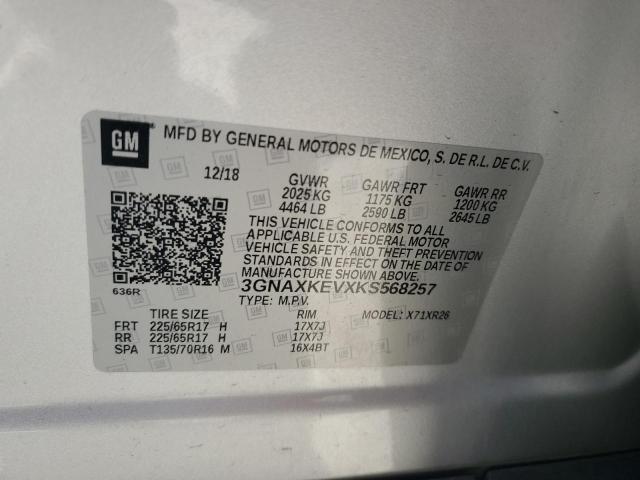 GM
MFD BY GENERAL MOTORS DE MEXICO, S. DE R.L. DE C.V.
12/18 GVWR GAWR FRT GAWR RR
2025 KG 1175 KG 1200 KG
4464 LB 2590 LB 2645 LB
THIS VEHICLE CONFORMS TO ALL
APPLICABLE U.S. FEDERAL MOTOR
VEHICLE SAFETY AND THEFT PREVENTION
STANDARDS IN EFFECT ON THE DATE OF
MANUFACTURE SHOWN ABOVE.
636R 3GNAXKEVXKS568257
TYPE: M.P.V. MODEL: X71XR26
TIRE SIZE RIM
FRT 225/65R17 H 17X7J
RR 225/65R17 H 17X7J
SPA T135/70R16 M 16X4BT